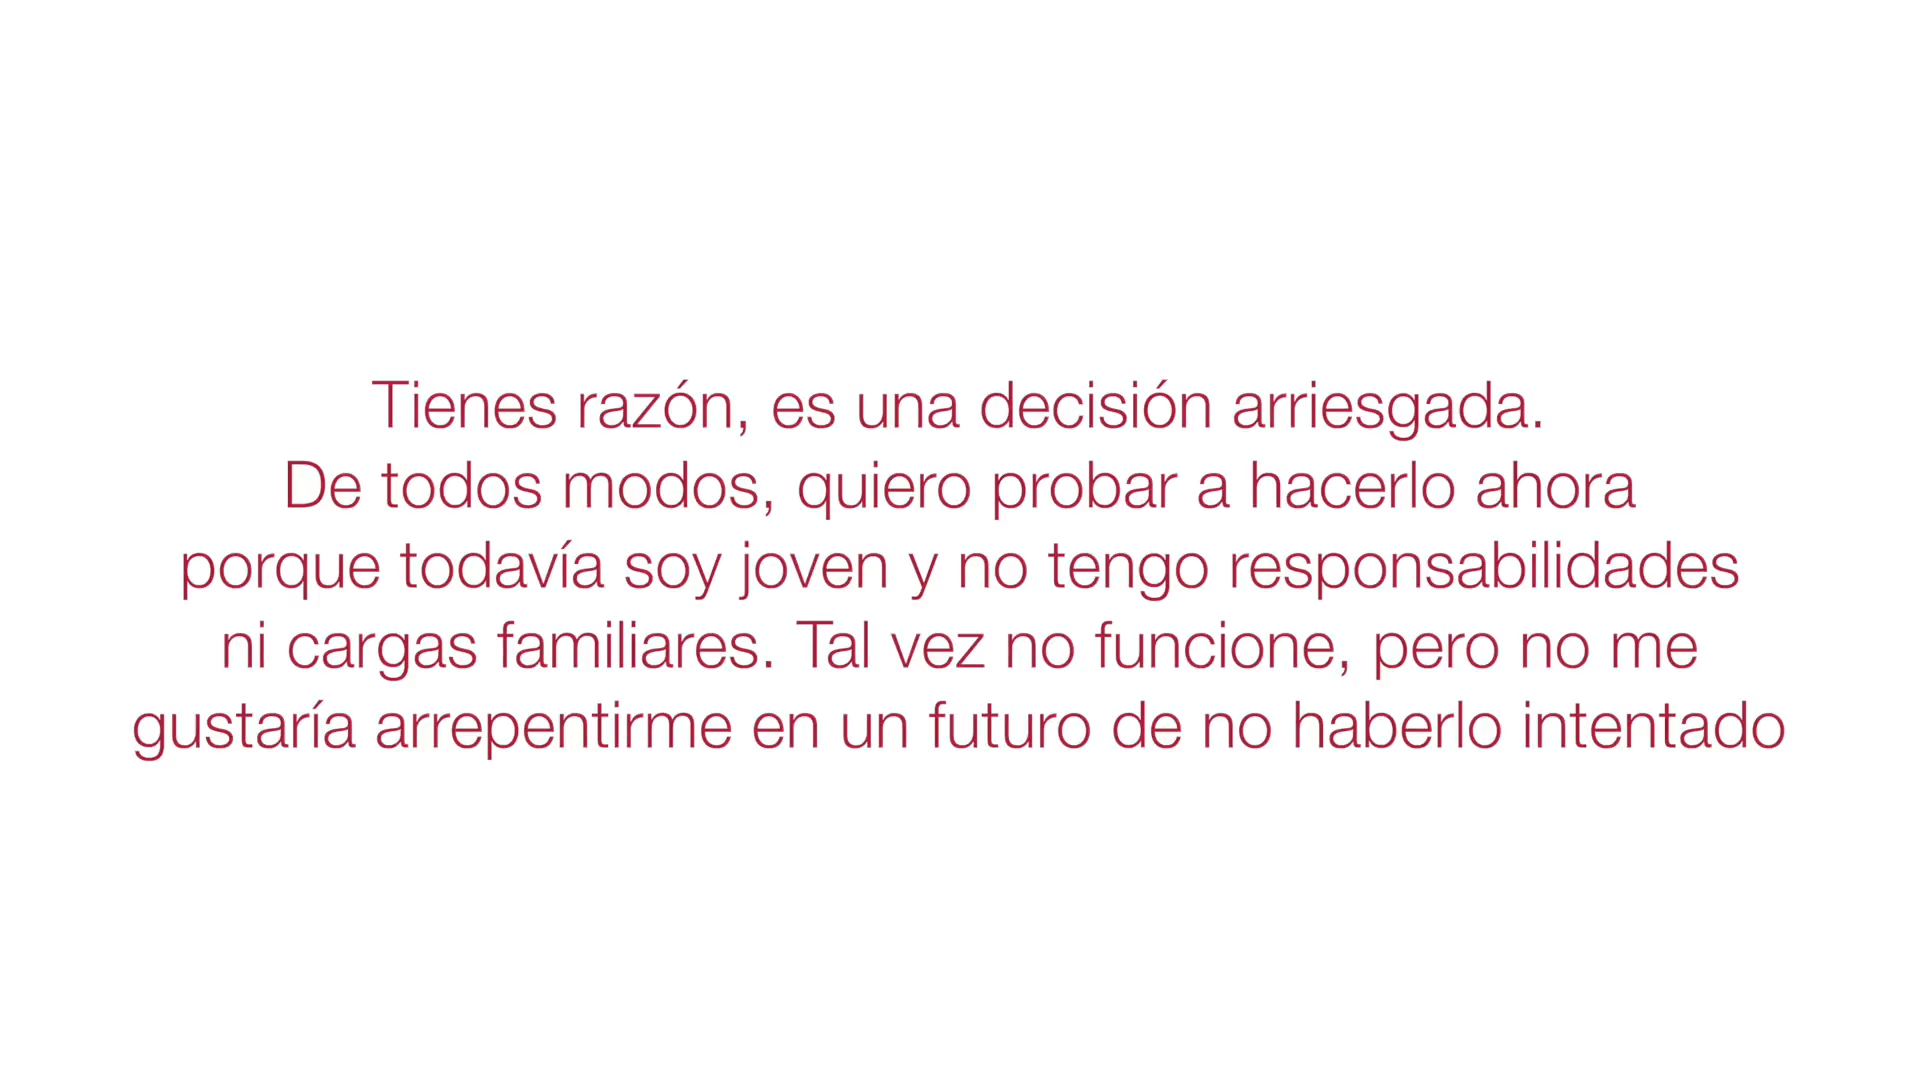 Tienes razón, es una decisión arriesgada.
De todos modos, quiero probar a hacerlo ahora
porque todavía soy joven y no tengo responsabilidades
ni cargas familiares. Tal vez no funcione, pero no me
gustaría arrepentirme en un futuro de no haberlo intentado